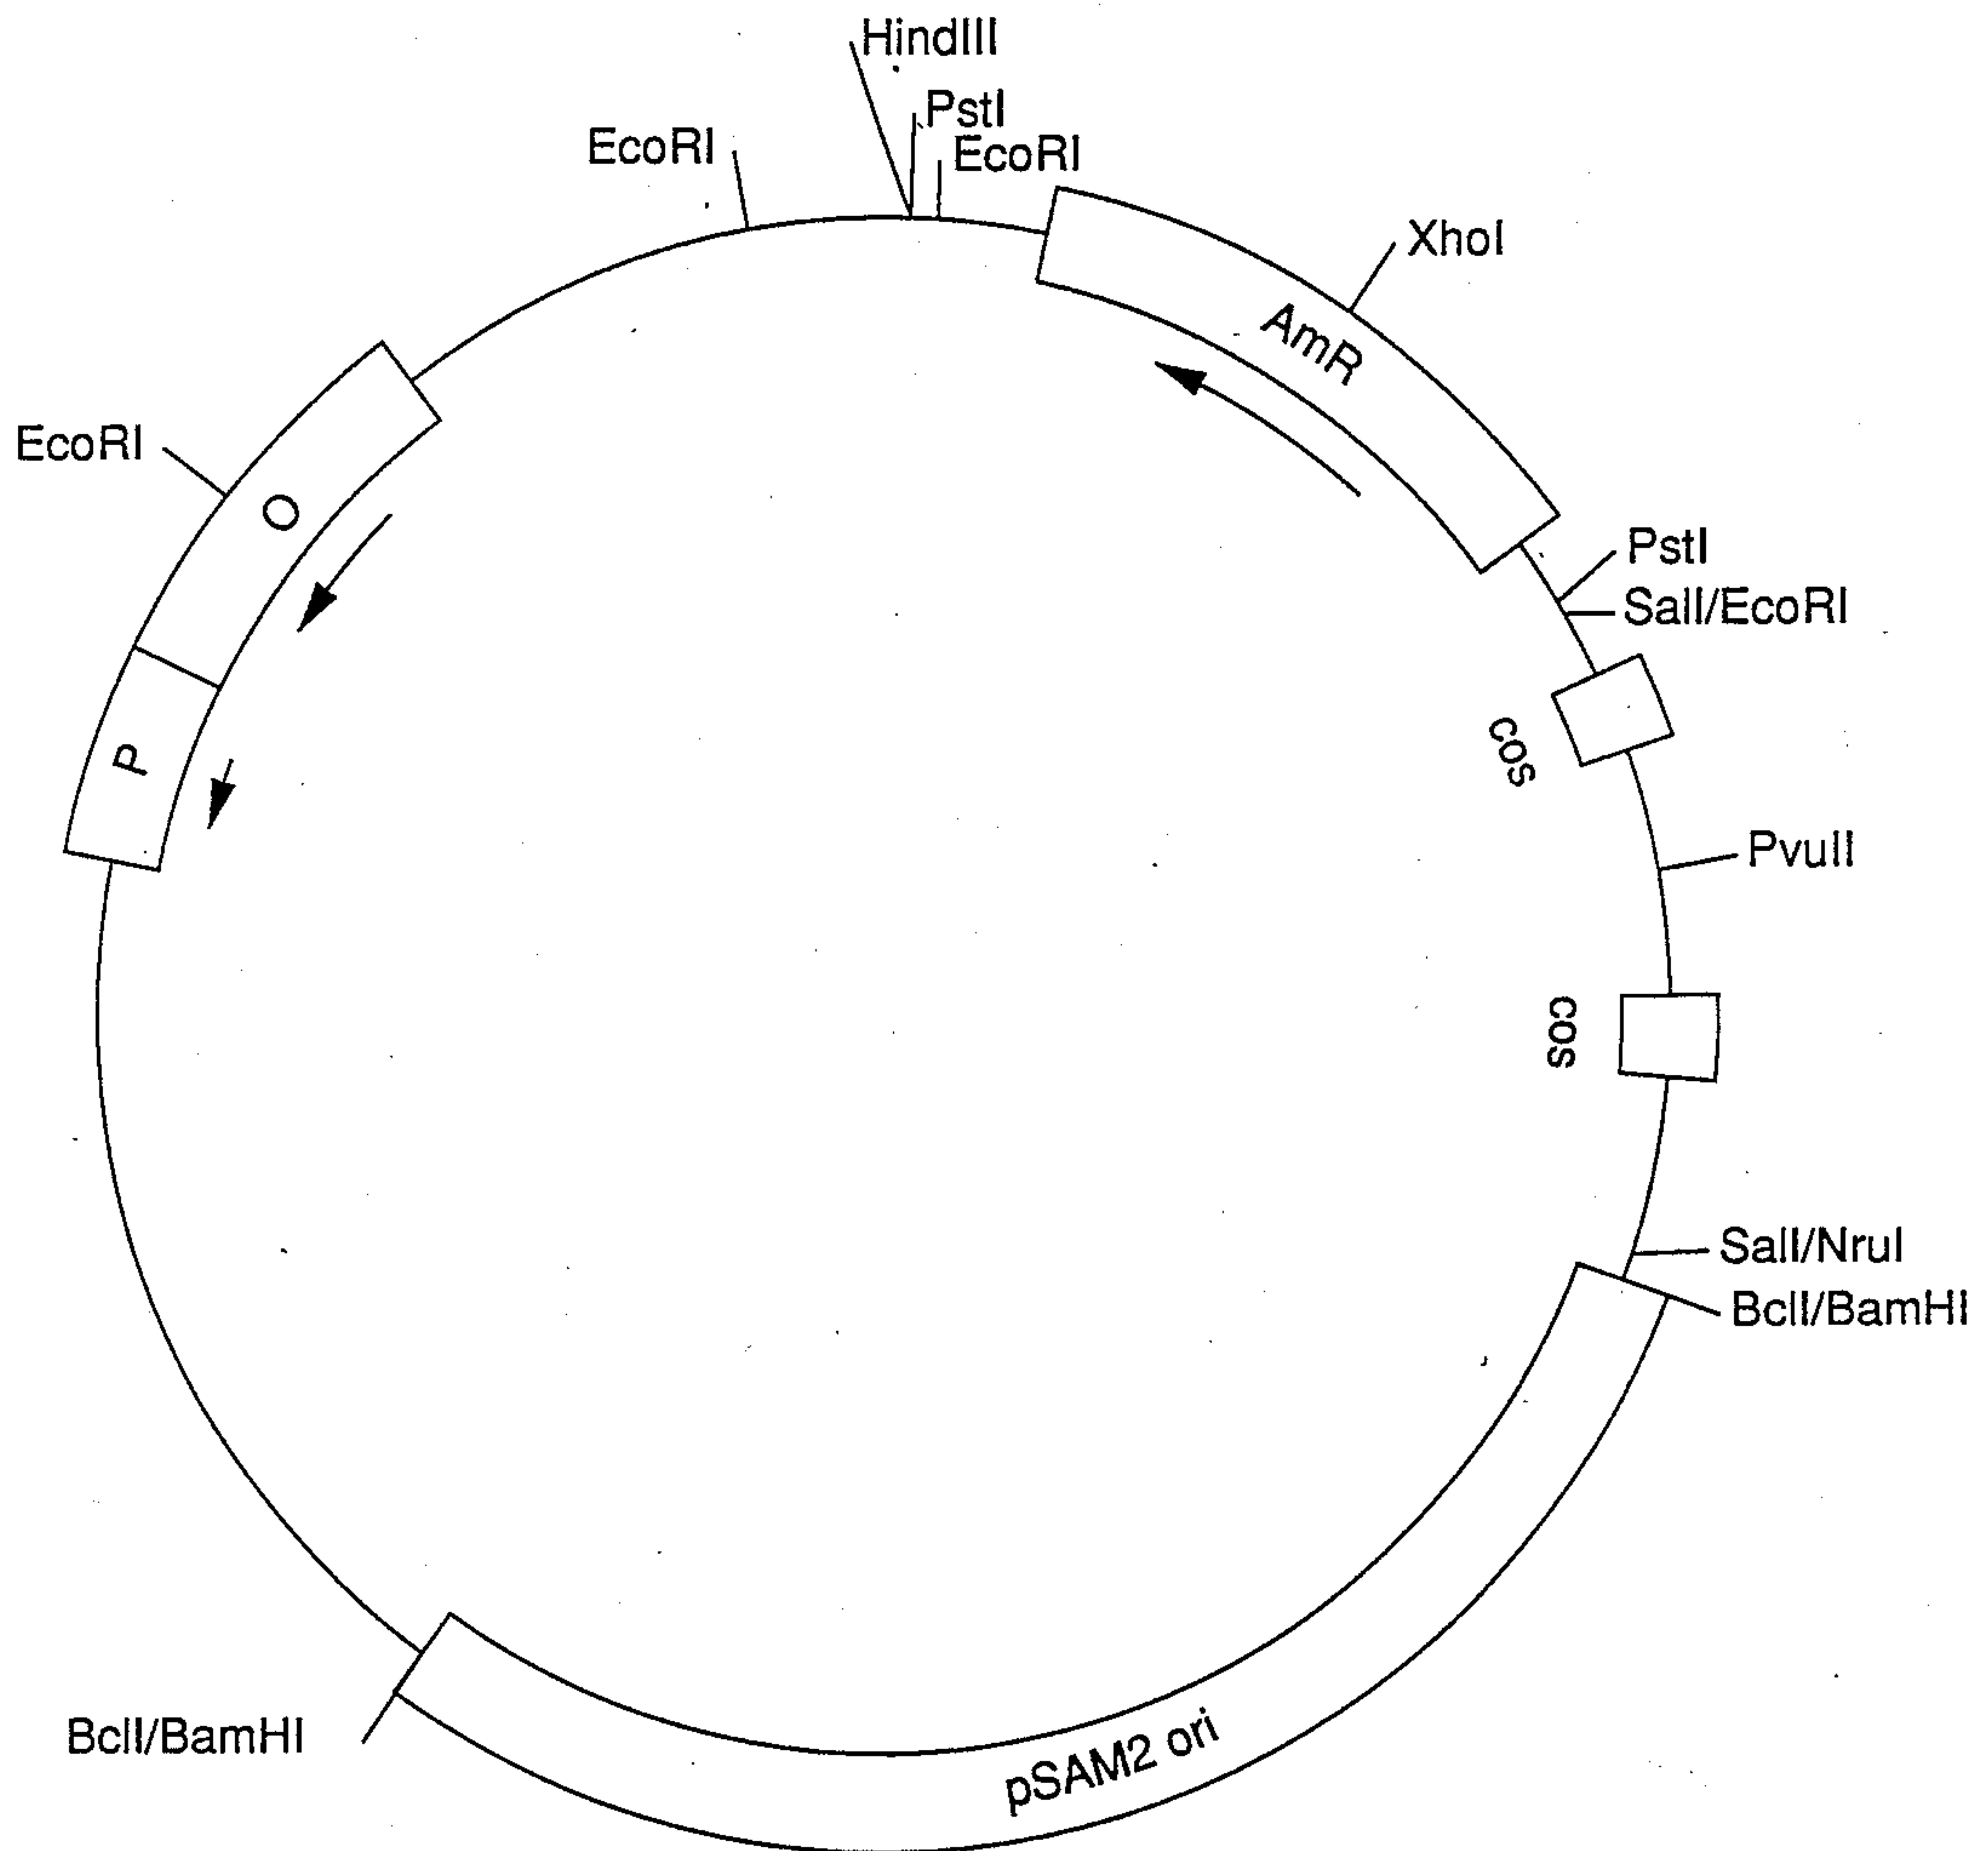 HindIII
PstI
EcoRI
EcoRI
XhoI
AmR
EcoRI
O
PstI
SalI/EcoRI
cos
P
PvuII
cos
SalI/NruI
BclI/BamHI
BclI/BamHI
pSAM2 ori